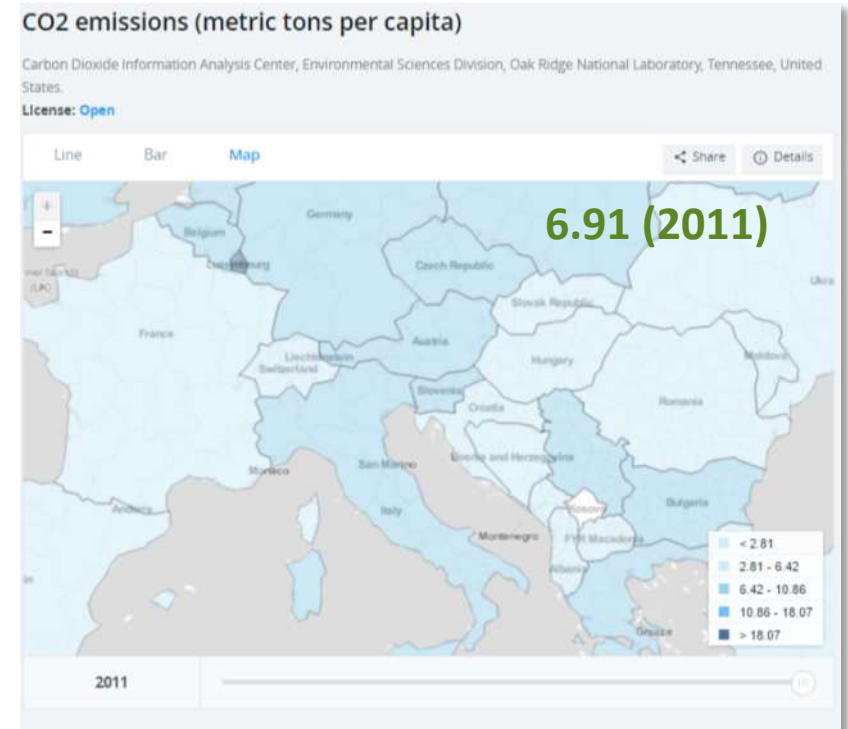 CO2 emissions (metric tons per capita)
Carbon Dioxide Information Analysis Center, Environmental Sciences Division, Oak Ridge National Laboratory, Tennessee, United
States.
License: Open
Line Bar Map Share Details
+
-
6.91 (2011)
Germany
Belgium
Luxembourg
Czech Republic
(UK)
Ukra
Slovak Republic
France
Austria
Liechtenstein
Switzerland
Hungary
Moldova
Slovenia
Romania
Croatia
San Marino
Bosnia and Herzegovina
Monaco
Kosovo
Bulgaria
Andorra
Italy
Montenegro
FYR Macedonia
Albania
Greece
< 2.81
2.81 - 6.42
6.42 - 10.86
10.86 - 18.07
> 18.07
2011